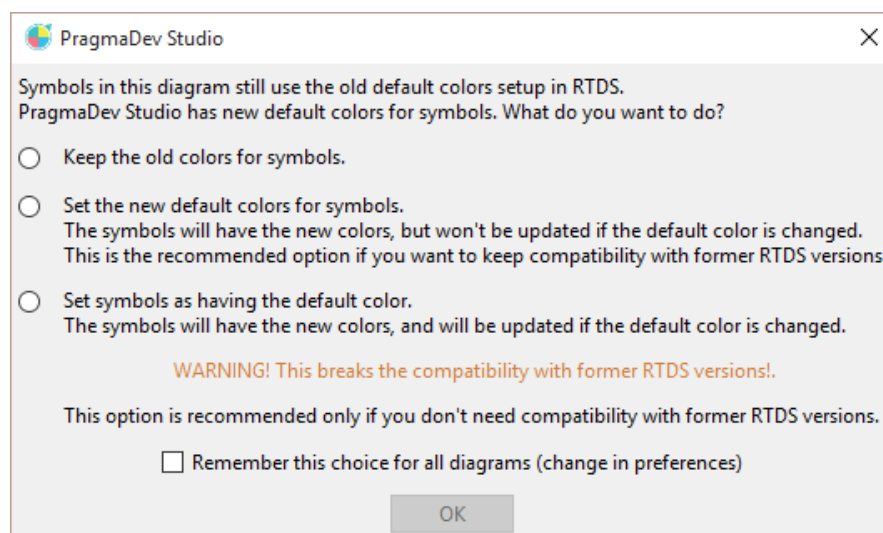 PragmaDev Studio
Symbols in this diagram still use the old default colors setup in RTDS.
PragmaDev Studio has new default colors for symbols. What do you want to do?
Keep the old colors for symbols.
Set the new default colors for symbols.
The symbols will have the new colors, but won't be updated if the default color is changed.
This is the recommended option if you want to keep compatibility with former RTDS versions
Set symbols as having the default color.
The symbols will have the new colors, and will be updated if the default color is changed.
WARNING! This breaks the compatibility with former RTDS versions!.
This option is recommended only if you don't need compatibility with former RTDS versions.
Remember this choice for all diagrams (change in preferences)
OK